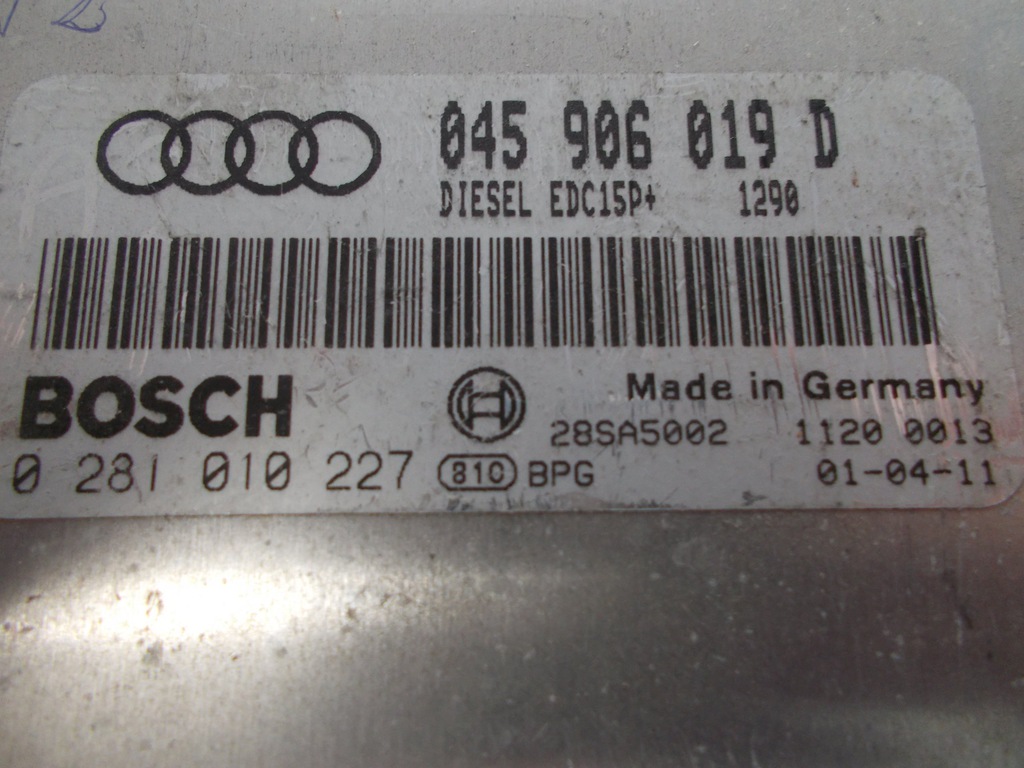 045 906 019 D
DIESEL EDC15P+ 1290
BOSCH
Made in Germany
28SA5002 1120 0013
0 281 010 227 810 BPG 01-04-11